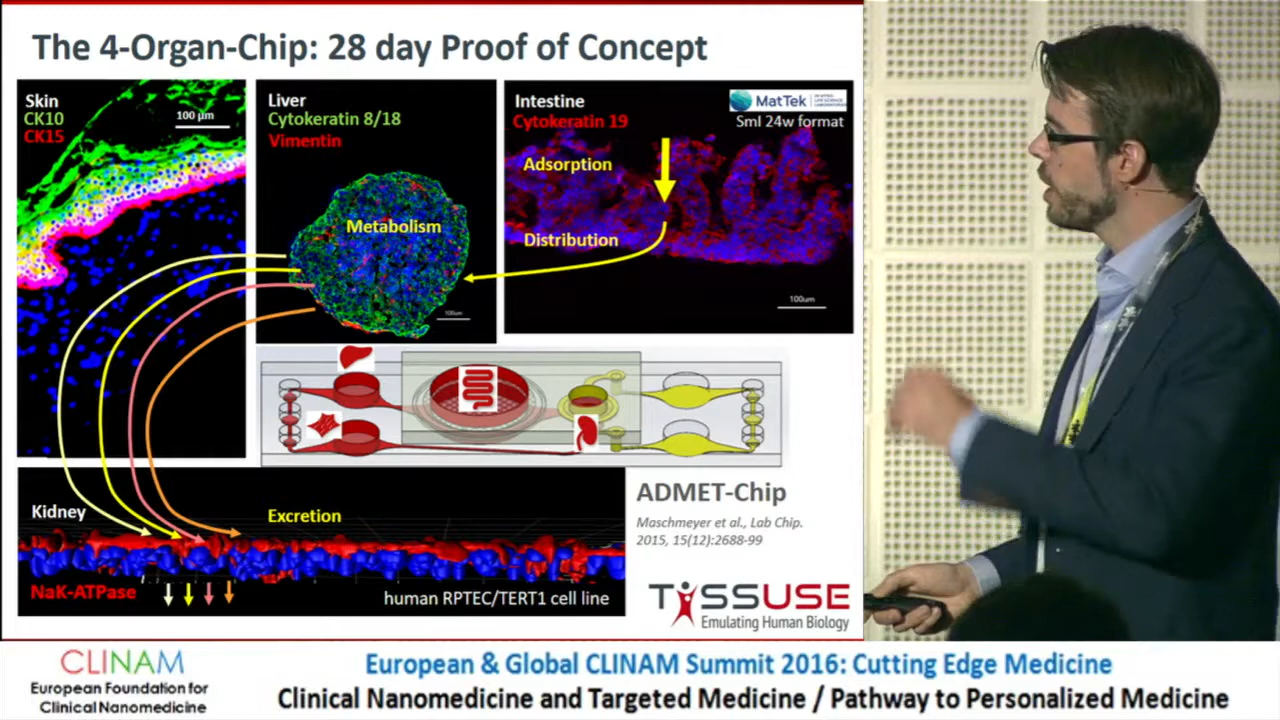 The 4-Organ-Chip: 28 day Proof of Concept
Skin
CK10
CK15
100 µm
Liver
Cytokeratin 8/18
Vimentin
Metabolism
100um
Intestine
Cytokeratin 19
MatTek
SmI 24w format
Adsorption
Distribution
100um
Kidney
Excretion
NaK-ATPase
human RPTEC/TERT1 cell line
ADMET-Chip
Maschmeyer et al., Lab Chip.
2015, 15(12):2688-99
TISSUSE
Emulating Human Biology
CLINAM
European Foundation for
Clinical Nanomedicine
European & Global CLINAM Summit 2016: Cutting Edge Medicine
Clinical Nanomedicine and Targeted Medicine / Pathway to Personalized Medicine